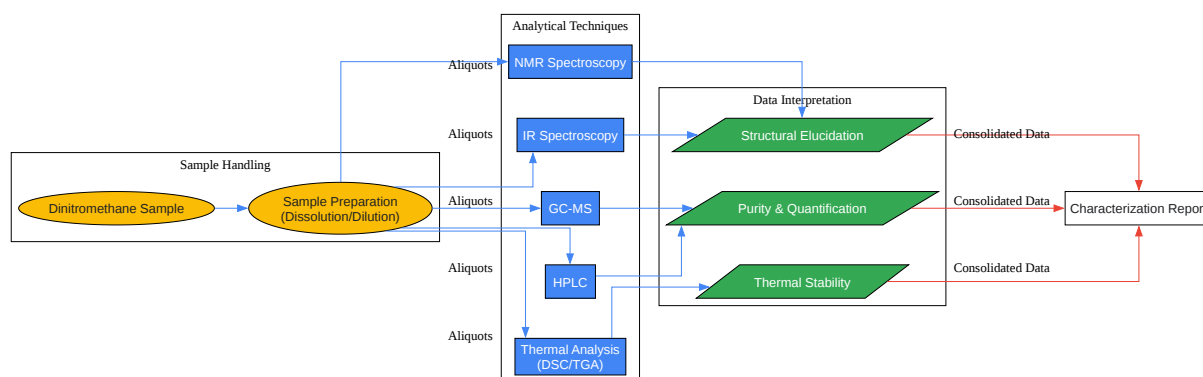 Analytical Techniques
Aliquots
NMR Spectroscopy
Data Interpretation
Aliquots
IR Spectroscopy
Structural Elucidation
Consolidated Data
Sample Handling
Dinitromethane Sample
Sample Preparation
(Dissolution/Dilution)
Aliquots
GC-MS
Purity & Quantification
Consolidated Data
Characterization Report
Aliquots
HPLC
Thermal Stability
Consolidated Data
Aliquots
Thermal Analysis
(DSC/TGA)